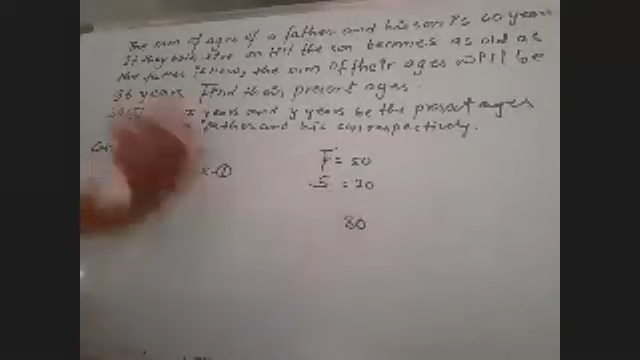 The sum of ages of a father and his son is 60 years
If they both live on till the son becomes as old as
the father is now, the sum of their ages will be
years Find their present ages.
x years and y years be the present ages
father and his son respectively.
F = 50
S = 30
80